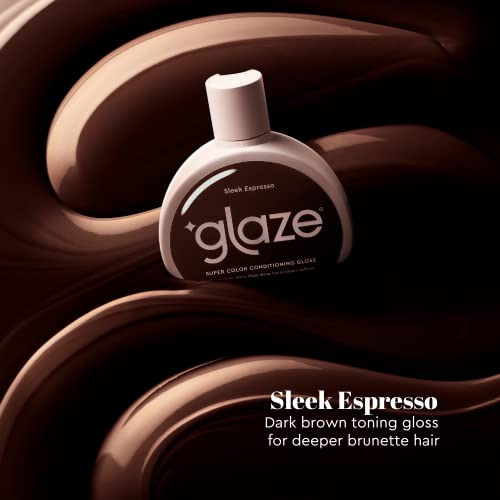 Sleek Espresso
glaze®
SUPER COLOR CONDITIONING GLOSS
Sleek Espresso
Dark brown toning gloss
for deeper brunette hair